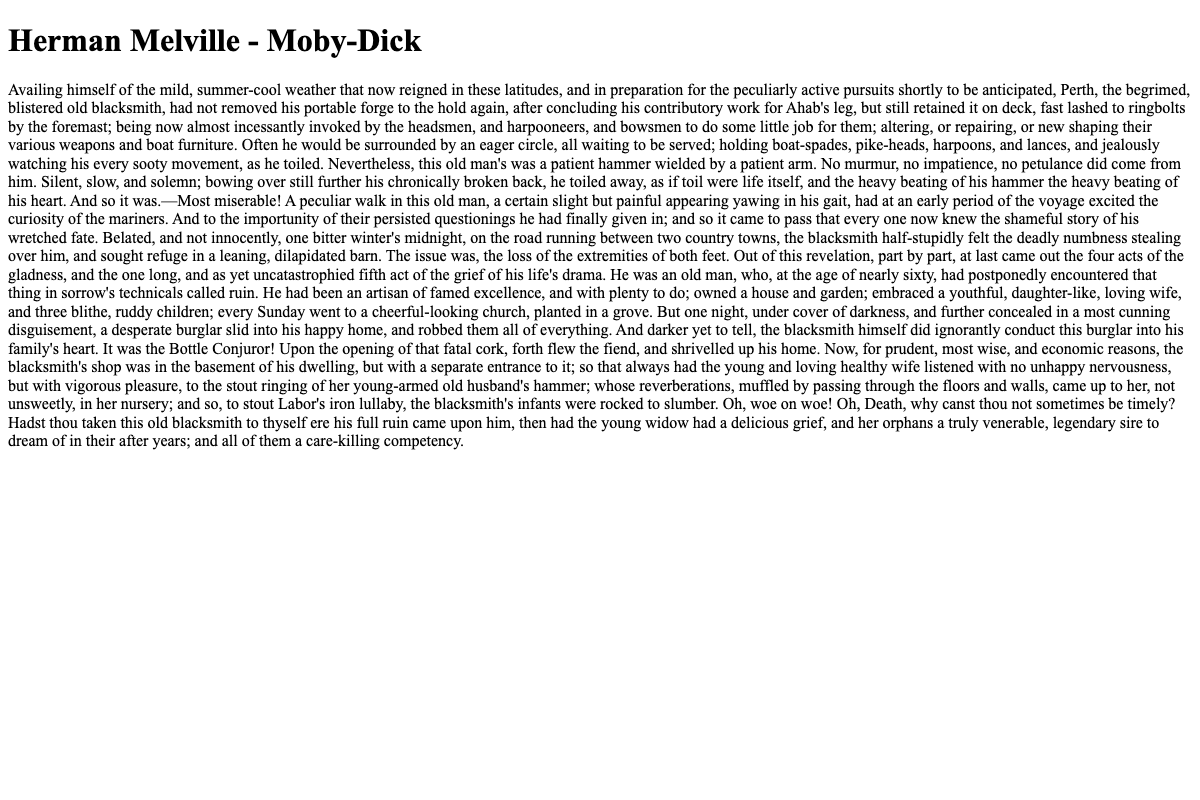 Herman Melville - Moby-Dick
Availing himself of the mild, summer-cool weather that now reigned in these latitudes, and in preparation for the peculiarly active pursuits shortly to be anticipated, Perth, the begrimed,
blistered old blacksmith, had not removed his portable forge to the hold again, after concluding his contributory work for Ahab's leg, but still retained it on deck, fast lashed to ringbolts
by the foremast; being now almost incessantly invoked by the headsmen, and harpooneers, and bowsmen to do some little job for them; altering, or repairing, or new shaping their
various weapons and boat furniture. Often he would be surrounded by an eager circle, all waiting to be served; holding boat-spades, pike-heads, harpoons, and lances, and jealously
watching his every sooty movement, as he toiled. Nevertheless, this old man's was a patient hammer wielded by a patient arm. No murmur, no impatience, no petulance did come from
him. Silent, slow, and solemn; bowing over still further his chronically broken back, he toiled away, as if toil were life itself, and the heavy beating of his hammer the heavy beating of
his heart. And so it was.—Most miserable! A peculiar walk in this old man, a certain slight but painful appearing yawing in his gait, had at an early period of the voyage excited the
curiosity of the mariners. And to the importunity of their persisted questionings he had finally given in; and so it came to pass that every one now knew the shameful story of his
wretched fate. Belated, and not innocently, one bitter winter's midnight, on the road running between two country towns, the blacksmith half-stupidly felt the deadly numbness stealing
over him, and sought refuge in a leaning, dilapidated barn. The issue was, the loss of the extremities of both feet. Out of this revelation, part by part, at last came out the four acts of the
gladness, and the one long, and as yet uncatastrophied fifth act of the grief of his life's drama. He was an old man, who, at the age of nearly sixty, had postponedly encountered that
thing in sorrow's technicals called ruin. He had been an artisan of famed excellence, and with plenty to do; owned a house and garden; embraced a youthful, daughter-like, loving wife,
and three blithe, ruddy children; every Sunday went to a cheerful-looking church, planted in a grove. But one night, under cover of darkness, and further concealed in a most cunning
disguisement, a desperate burglar slid into his happy home, and robbed them all of everything. And darker yet to tell, the blacksmith himself did ignorantly conduct this burglar into his
family's heart. It was the Bottle Conjuror! Upon the opening of that fatal cork, forth flew the fiend, and shrivelled up his home. Now, for prudent, most wise, and economic reasons, the
blacksmith's shop was in the basement of his dwelling, but with a separate entrance to it; so that always had the young and loving healthy wife listened with no unhappy nervousness,
but with vigorous pleasure, to the stout ringing of her young-armed old husband's hammer; whose reverberations, muffled by passing through the floors and walls, came up to her, not
unsweetly, in her nursery; and so, to stout Labor's iron lullaby, the blacksmith's infants were rocked to slumber. Oh, woe on woe! Oh, Death, why canst thou not sometimes be timely?
Hadst thou taken this old blacksmith to thyself ere his full ruin came upon him, then had the young widow had a delicious grief, and her orphans a truly venerable, legendary sire to
dream of in their after years; and all of them a care-killing competency.